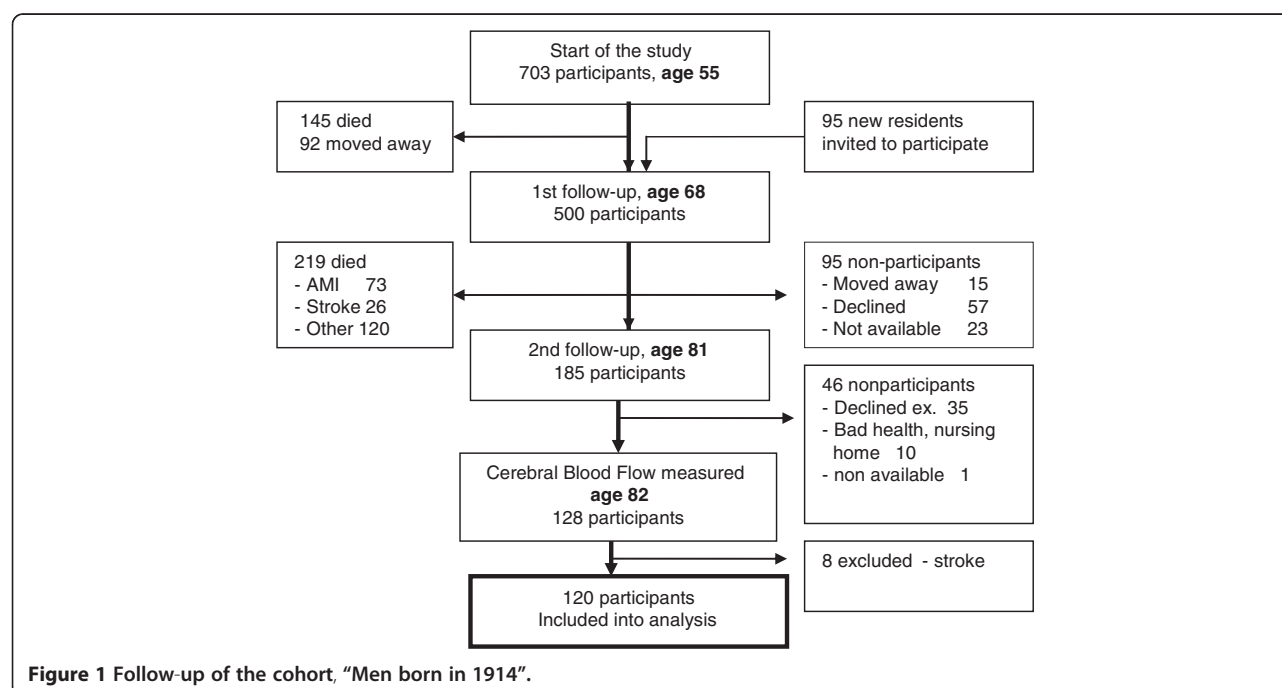 Start of the study
703 participants, age 55
145 died
92 moved away
95 new residents
invited to participate
1st follow-up, age 68
500 participants
219 died
- AMI 73
- Stroke 26
- Other 120
95 non-participants
- Moved away 15
- Declined 57
- Not available 23
2nd follow-up, age 81
185 participants
46 nonparticipants
- Declined ex. 35
- Bad health, nursing
home 10
- non available 1
Cerebral Blood Flow measured
age 82
128 participants
8 excluded - stroke
120 participants
Included into analysis
Figure 1 Follow-up of the cohort, “Men born in 1914”.